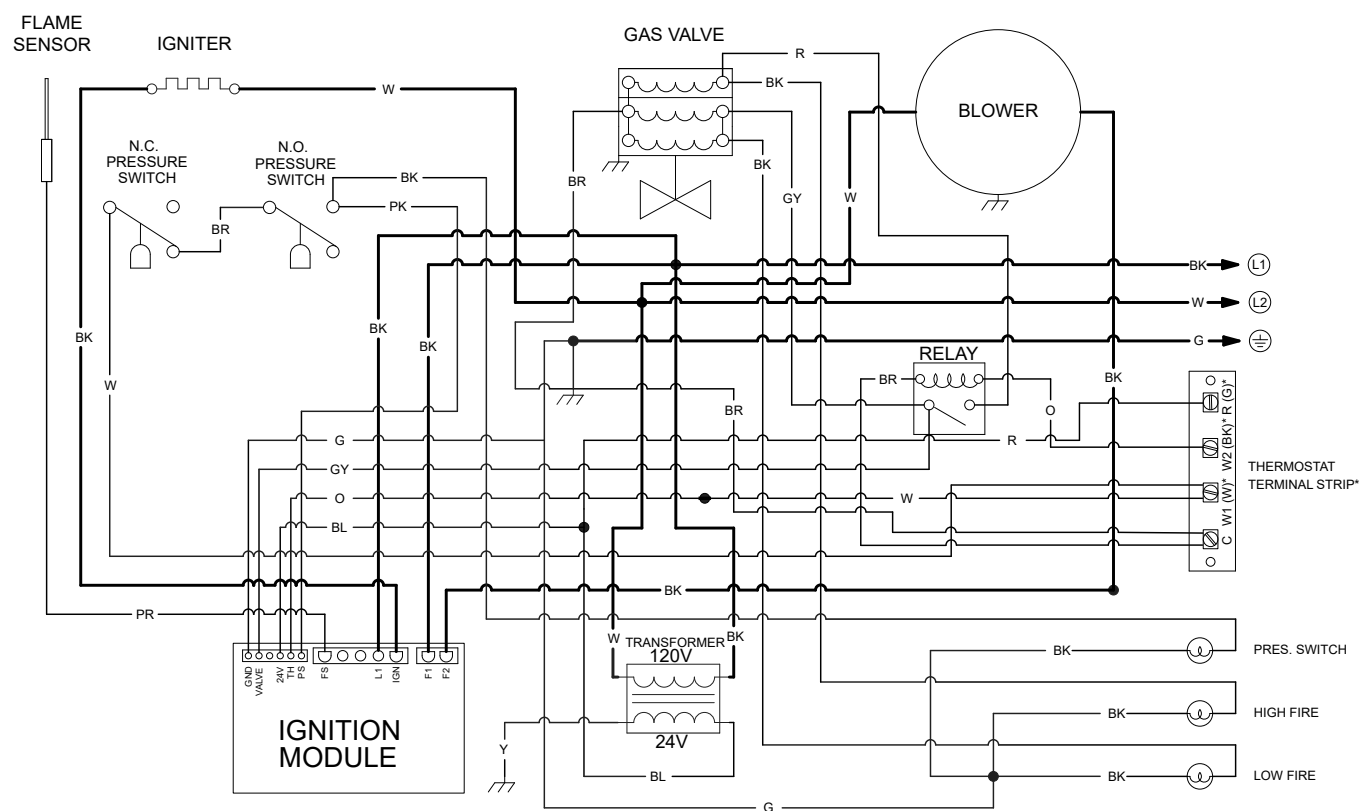 FLAME
SENSOR
IGNITER
GAS VALVE
R
BK
W
BLOWER
N.C.
PRESSURE
SWITCH
N.O.
PRESSURE
SWITCH
BK
PK
BR
BK
GY
W
BR
BK
L1
W
L2
G
BK
BK
BK
W
RELAY
BR
BK
O
BR
R
G
GY
O
BL
W
R (G)*
W2 (BK)*
W1 (W)*
C
THERMOSTAT
TERMINAL STRIP*
BK
PR
W
TRANSFORMER
BK
120V
24V
GND
VALVE
24V
TH
PS
FS
L1
IGN
F1
F2
IGNITION
MODULE
Y
BL
BK
PRES. SWITCH
BK
HIGH FIRE
BK
LOW FIRE
G